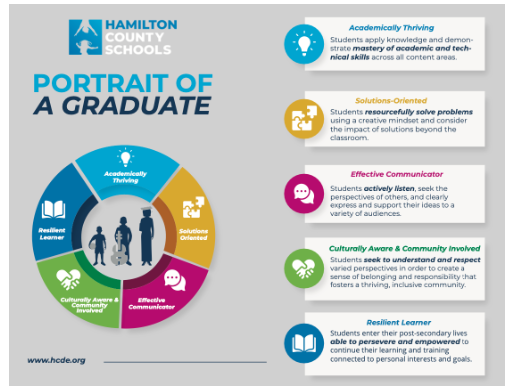 HAMILTON
COUNTY
SCHOOLS
PORTRAIT OF
A GRADUATE
Academically
Thriving
Solutions
Oriented
Effective
Communicator
Culturally Aware &
Community
Involved
Resilient
Learner
www.hcde.org
Academically Thriving
Students apply knowledge and demon-
strate mastery of academic and tech-
nical skills across all content areas.
Solutions-Oriented
Students resourcefully solve problems
using a creative mindset and consider
the impact of solutions beyond the
classroom.
Effective Communicator
Students actively listen, seek the
perspectives of others, and clearly
express and support their ideas to a
variety of audiences.
Culturally Aware & Community Involved
Students seek to understand and respect
varied perspectives in order to create a
sense of belonging and responsibility that
fosters a thriving, inclusive community.
Resilient Learner
Students enter their post-secondary lives
able to persevere and empowered to
continue their learning and training
connected to personal interests and goals.